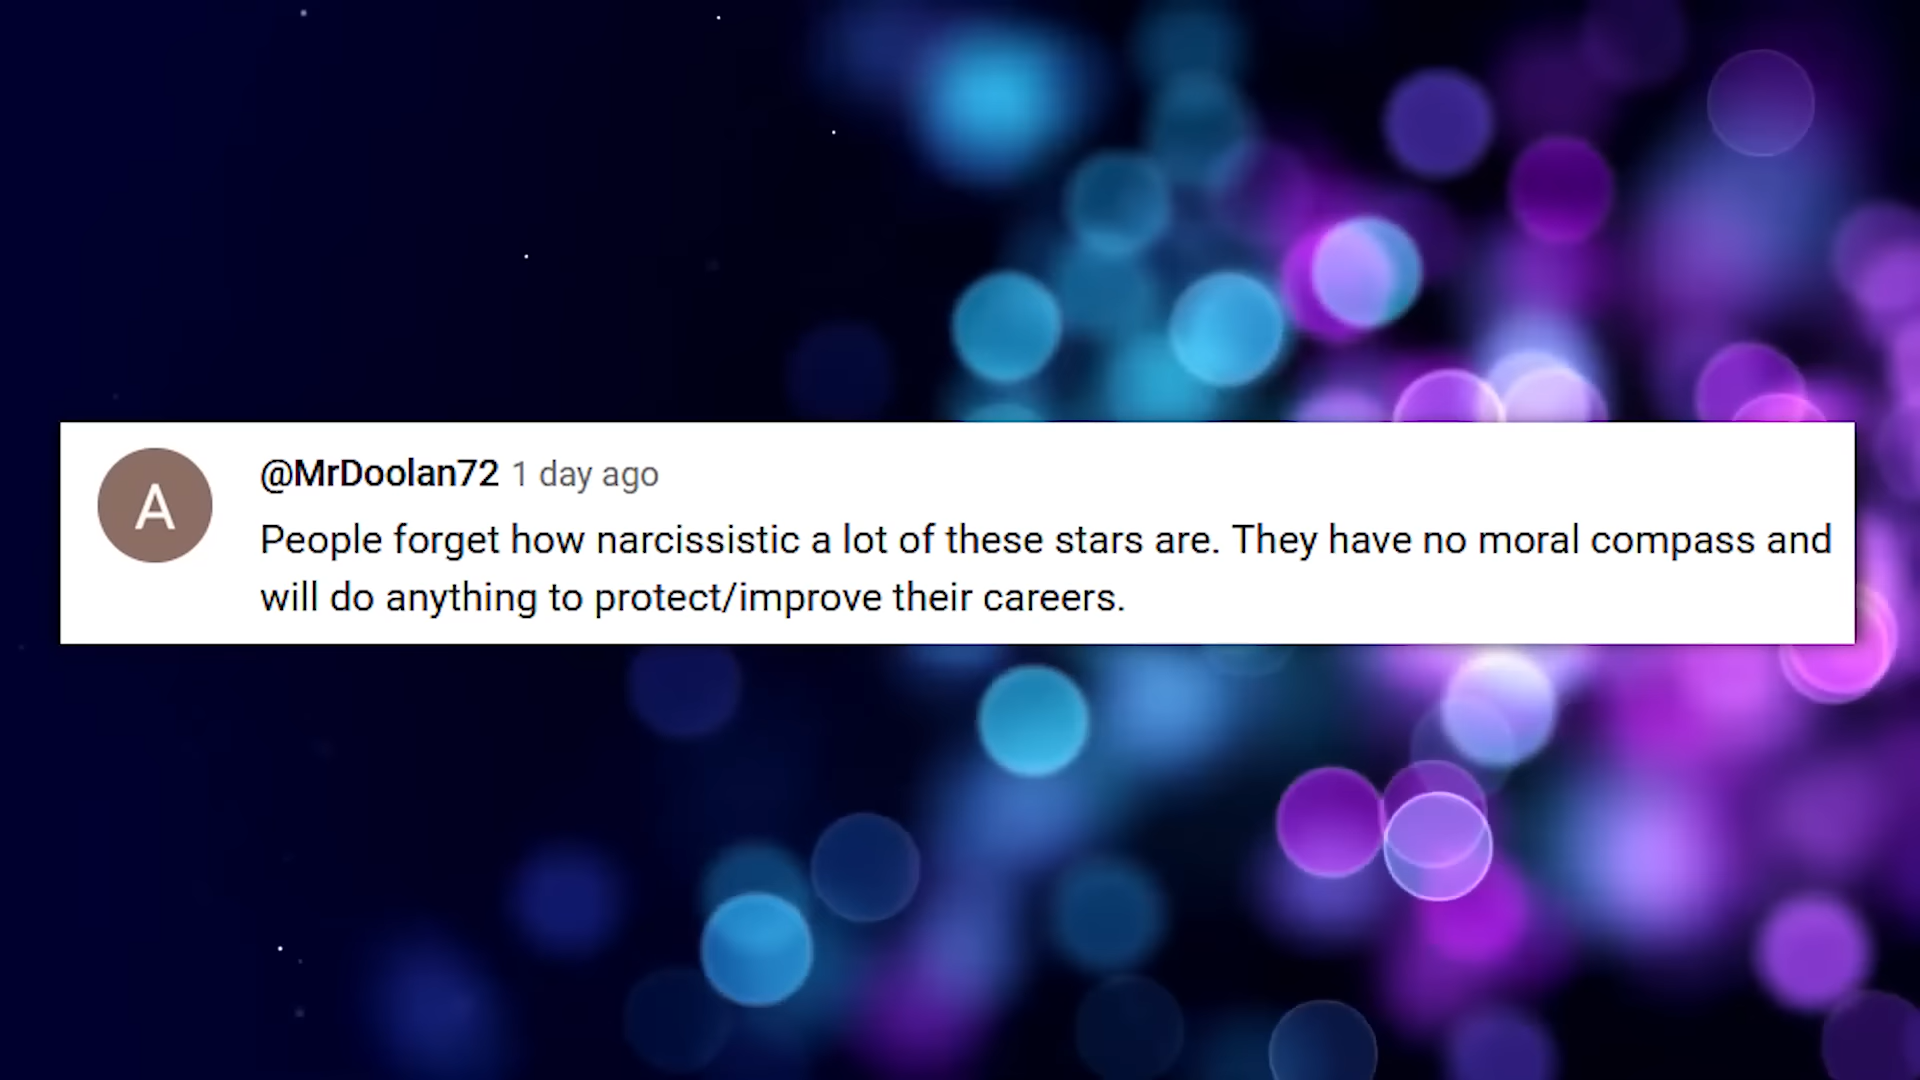 A
@MrDoolan72 1 day ago
People forget how narcissistic a lot of these stars are. They have no moral compass and
will do anything to protect/improve their careers.